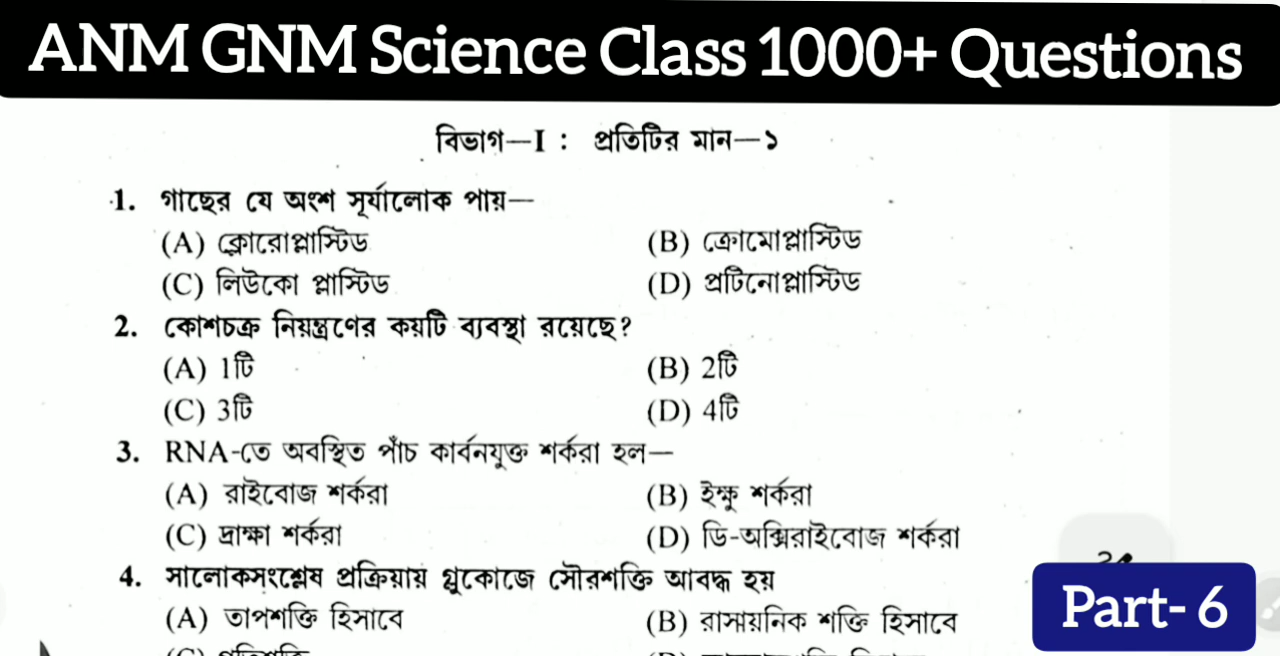 ANM GNM Science Class 1000+ Questions
বিভাগ—I : প্রতিটির মান—১
1. গাছের যে অংশ সূর্যালোক পায়—
(A) ক্লোরোপ্লাস্টিড (B) ক্রোমোপ্লাস্টিড
(C) লিউকো প্লাস্টিড (D) প্রটিনোপ্লাস্টিড
2. কোশচক্র নিয়ন্ত্রণের কয়টি ব্যবস্থা রয়েছে?
(A) 1টি (B) 2টি
(C) 3টি (D) 4টি
3. RNA-তে অবস্থিত পাঁচ কার্বনযুক্ত শর্করা হল—
(A) রাইবোজ শর্করা (B) ইক্ষু শর্করা
(C) দ্রাক্ষা শর্করা (D) ডি-অক্সিরাইবোজ শর্করা
4. সালোকসংশ্লেষ প্রক্রিয়ায় গ্লুকোজে সৌরশক্তি আবদ্ধ হয়
(A) তাপশক্তি হিসাবে (B) রাসায়নিক শক্তি হিসাবে
Part- 6